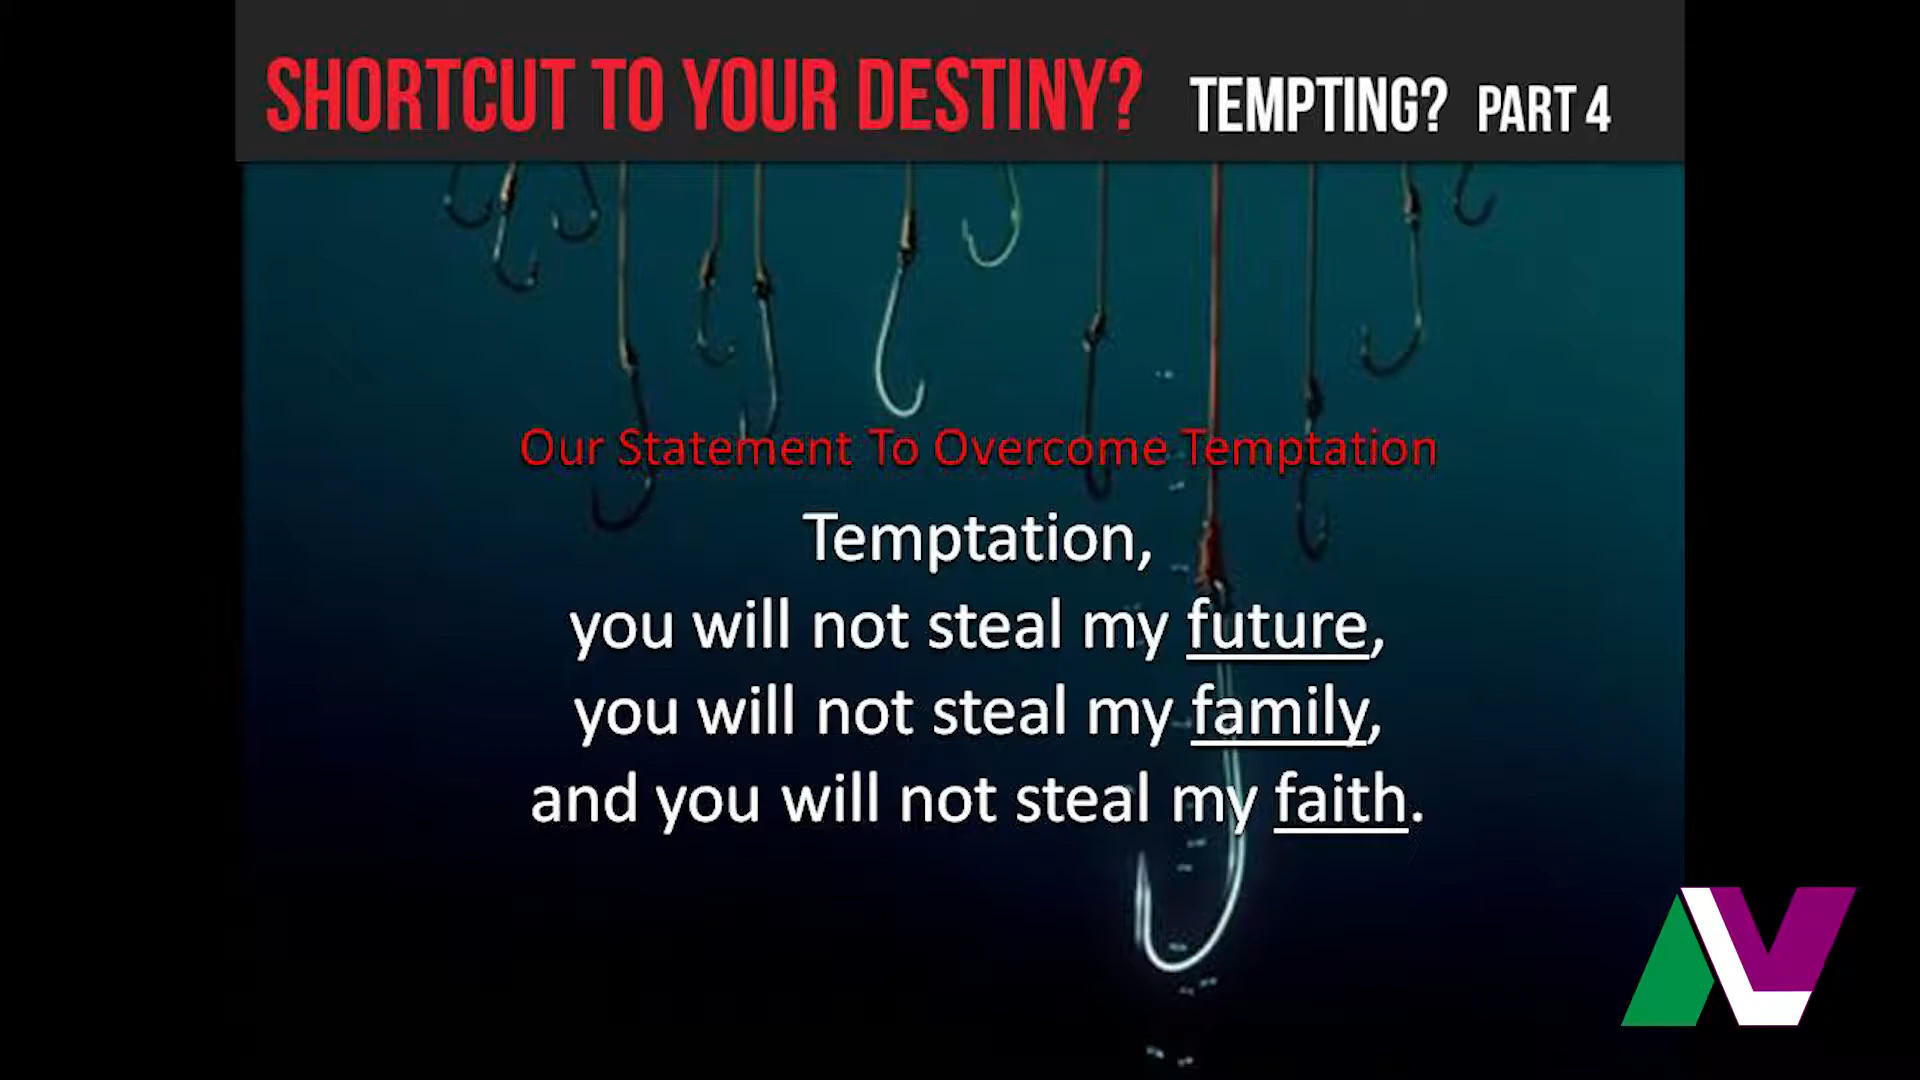 SHORTCUT TO YOUR DESTINY? TEMPTING? PART 4
Our Statement To Overcome Temptation
Temptation,
you will not steal my future,
you will not steal my family,
and you will not steal my faith.